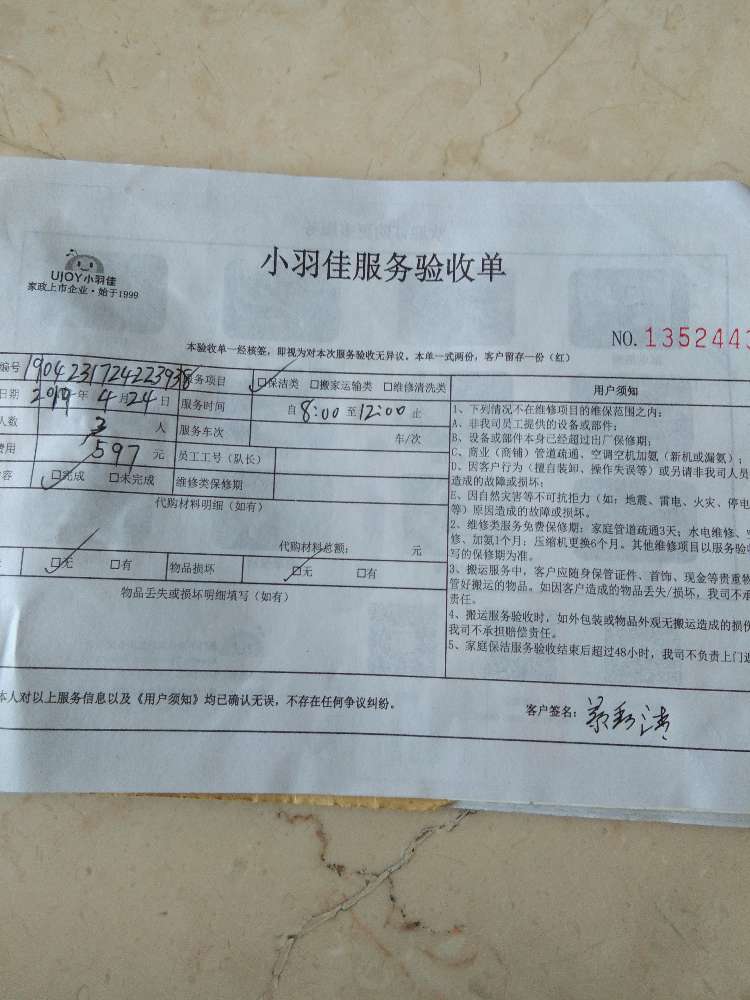 小羽佳服务验收单
UJOY小羽佳
家政上市企业·始于1999
NO. 1352443
本验收单一经核签，即视为对本次服务验收无异议。本单一式两份，客户留存一份（红）
编号 1904231724223938 服务项目 □保洁类 □搬家运输类 □维修清洗类
日期 2019年4月24日 服务时间 自 8:00 至 12:00 止
人数 3 人 服务车次 车/次
费用 597 元 员工工号（队长）
容 □完成 □未完成 维修类保修期
代购材料明细（如有）
代购材料总额： 元
□无 □有 物品损坏 □无 □有
物品丢失或损坏明细填写（如有）
用户须知
1、下列情况不在维修项目的维保范围之内：
A、非我司员工提供的设备或部件；
B、设备或部件本身已经超过出厂保修期；
C、商业（商铺）管道疏通、空调空机加氨（新机或漏氨）；
D、因客户行为（擅自装卸、操作失误等）或另请非我司人员
造成的故障或损坏；
E、因自然灾害等不可抗拒力（如：地震、雷电、火灾、停电
等）原因造成的故障或损坏。
2、维修类服务免费保修期：家庭管道疏通3天；水电维修、
修、加氨1个月；压缩机更换6个月。其他维修项目以服务验收
写的保修期为准。
3、搬运服务中，客户应随身保管证件、首饰、现金等贵重物
管好搬运的物品。如因客户造成的物品丢失/损坏，我司不承
责任。
4、搬运服务验收时，如外包装或物品外观无搬运造成的损伤
我司不承担赔偿责任。
5、家庭保洁服务验收结束后超过48小时，我司不负责上门返
本人对以上服务信息以及《用户须知》均已确认无误，不存在任何争议纠纷。
客户签名：